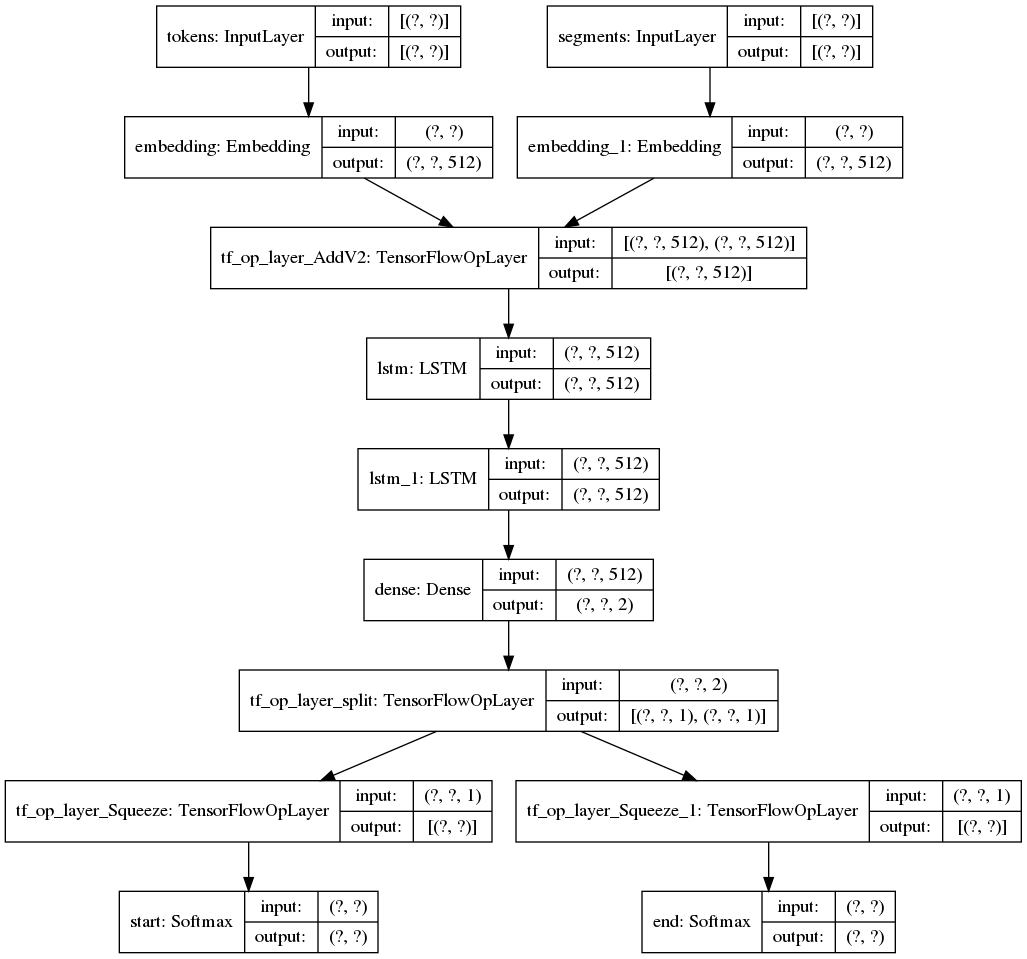 tokens: InputLayer input: [(?, ?)] output: [(?, ?)]
segments: InputLayer input: [(?, ?)] output: [(?, ?)]
embedding: Embedding input: (?, ?) output: (?, ?, 512)
embedding_1: Embedding input: (?, ?) output: (?, ?, 512)
tf_op_layer_AddV2: TensorFlowOpLayer input: [(?, ?, 512), (?, ?, 512)] output: [(?, ?, 512)]
lstm: LSTM input: (?, ?, 512) output: (?, ?, 512)
lstm_1: LSTM input: (?, ?, 512) output: (?, ?, 512)
dense: Dense input: (?, ?, 512) output: (?, ?, 2)
tf_op_layer_split: TensorFlowOpLayer input: (?, ?, 2) output: [(?, ?, 1), (?, ?, 1)]
tf_op_layer_Squeeze: TensorFlowOpLayer input: (?, ?, 1) output: [(?, ?)]
tf_op_layer_Squeeze_1: TensorFlowOpLayer input: (?, ?, 1) output: [(?, ?)]
start: Softmax input: (?, ?) output: (?, ?)
end: Softmax input: (?, ?) output: (?, ?)